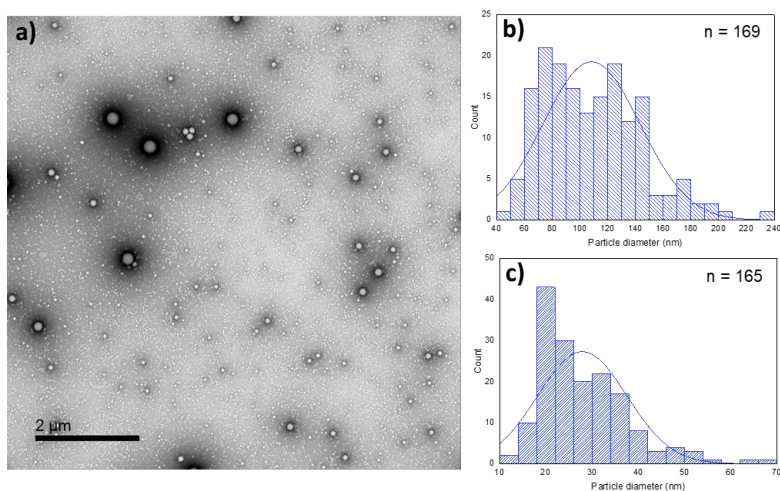 a)
2 µm
b)
n = 169
Count
25
20
15
10
5
0
40 60 80 100 120 140 160 180 200 220 240
Particle diameter (nm)
c)
n = 165
Count
50
40
30
20
10
0
10 20 30 40 50 60 70
Particle diameter (nm)